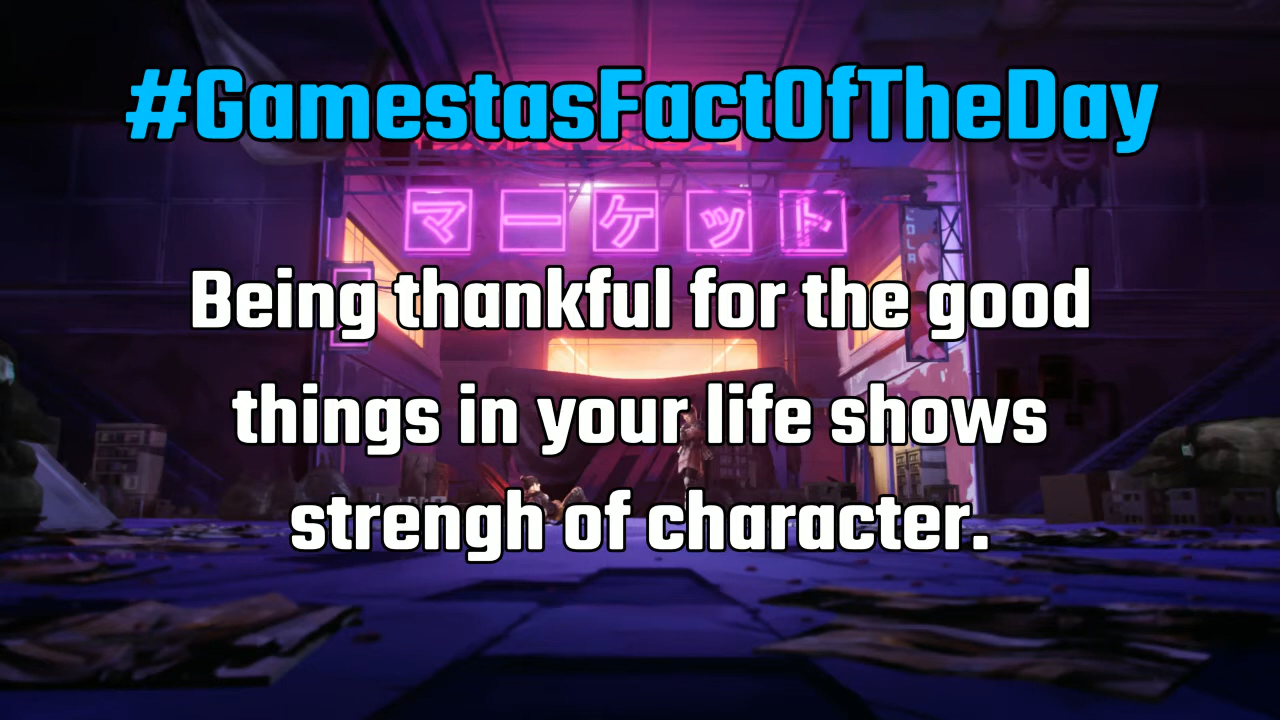 #GamestasFactOfTheDay
マーケット
Being thankful for the good
things in your life shows
strengh of character.
COLA